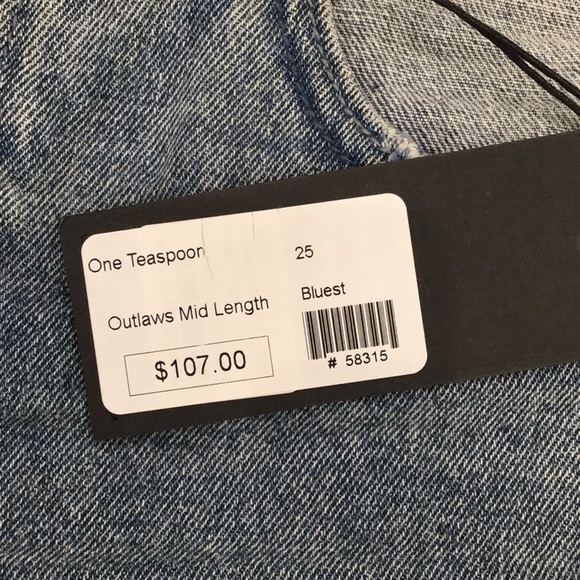 One Teaspoon
25
Outlaws Mid Length
Bluest
$107.00
# 58315